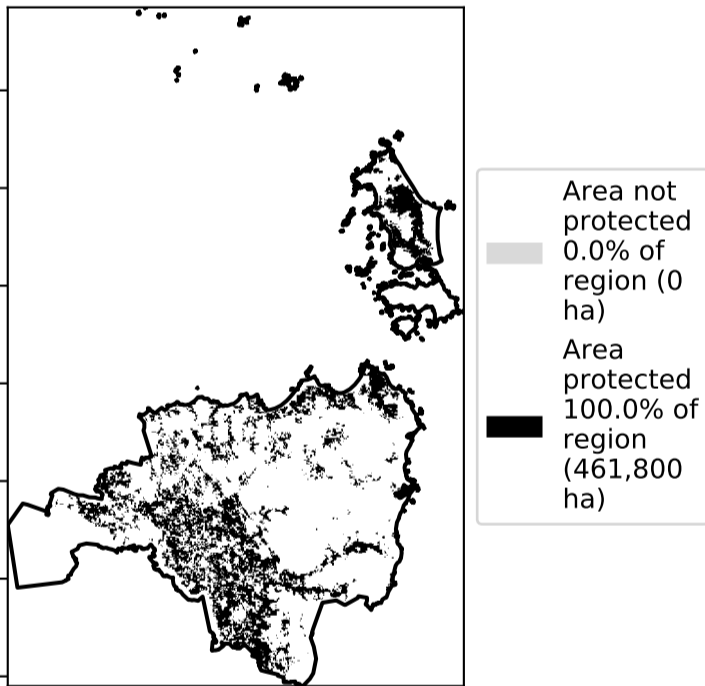 Area not
protected
0.0% of
region (0
ha)
Area
protected
100.0% of
region
(461,800
ha)